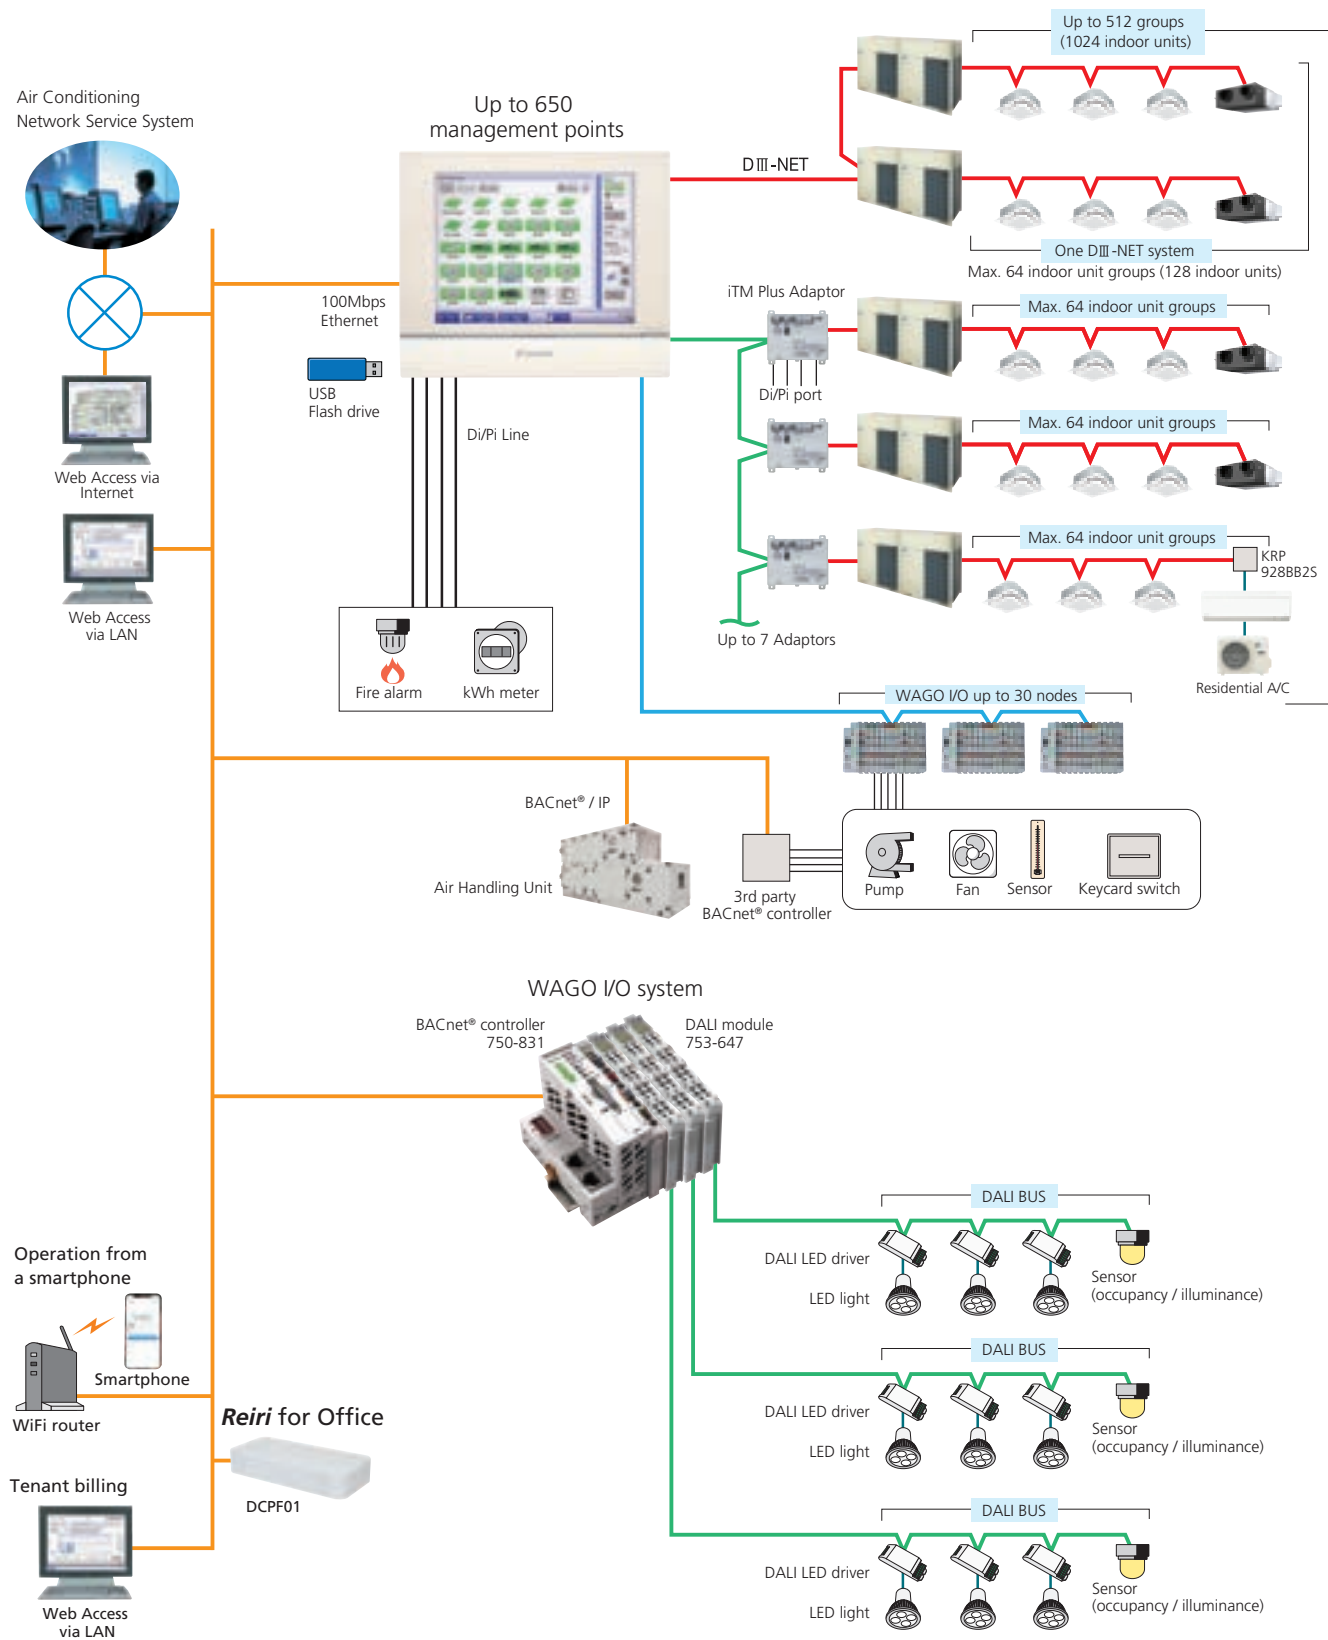 Up to 512 groups
(1024 indoor units)
Air Conditioning
Network Service System
Up to 650
management points
DⅢ-NET
One DⅢ-NET system
Max. 64 indoor unit groups (128 indoor units)
100Mbps
Ethernet
iTM Plus Adaptor
Max. 64 indoor unit groups
USB
Flash drive
Di/Pi port
Di/Pi Line
Max. 64 indoor unit groups
Web Access via
Internet
Max. 64 indoor unit groups
KRP
928BB2S
Web Access
via LAN
Up to 7 Adaptors
Fire alarm
kWh meter
Residential A/C
WAGO I/O up to 30 nodes
BACnet® / IP
Air Handling Unit
3rd party
BACnet® controller
Pump
Fan
Sensor
Keycard switch
WAGO I/O system
BACnet® controller
750-831
DALI module
753-647
DALI BUS
DALI LED driver
LED light
Sensor
(occupancy / illuminance)
Operation from
a smartphone
Smartphone
WiFi router
DALI BUS
DALI LED driver
LED light
Sensor
(occupancy / illuminance)
Reiri for Office
DCPF01
Tenant billing
Web Access
via LAN
DALI BUS
DALI LED driver
LED light
Sensor
(occupancy / illuminance)